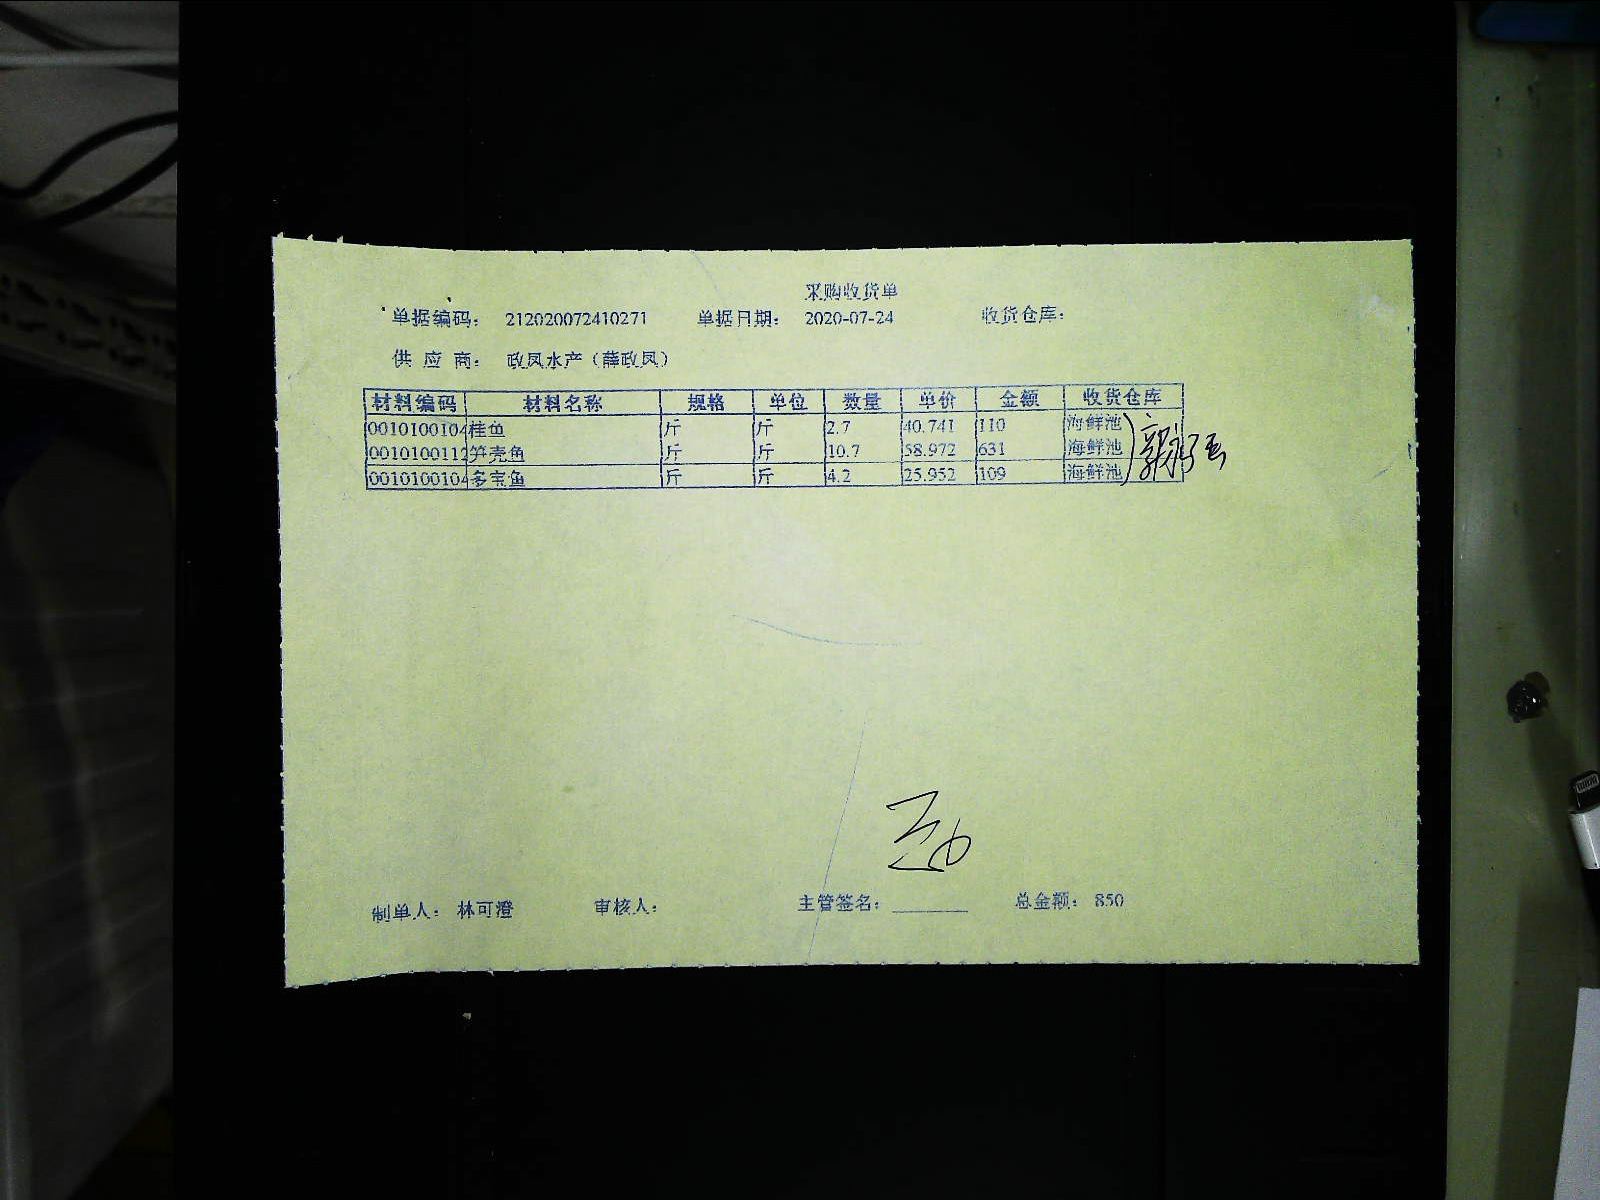 采购收货单
单据编码： 212020072410271 单据日期： 2020-07-24 收货仓库：
供 应 商： 政凤水产（薛政凤）
材料编码 材料名称 规格 单位 数量 单价 金额 收货仓库
0010100104 桂鱼 斤 斤 2.7 40.741 110 海鲜池
0010100112 笋壳鱼 斤 斤 10.7 58.972 631 海鲜池
0010100104 多宝鱼 斤 斤 4.2 25.952 109 海鲜池
制单人： 林可澄 审核人： 主管签名： 总金额： 850